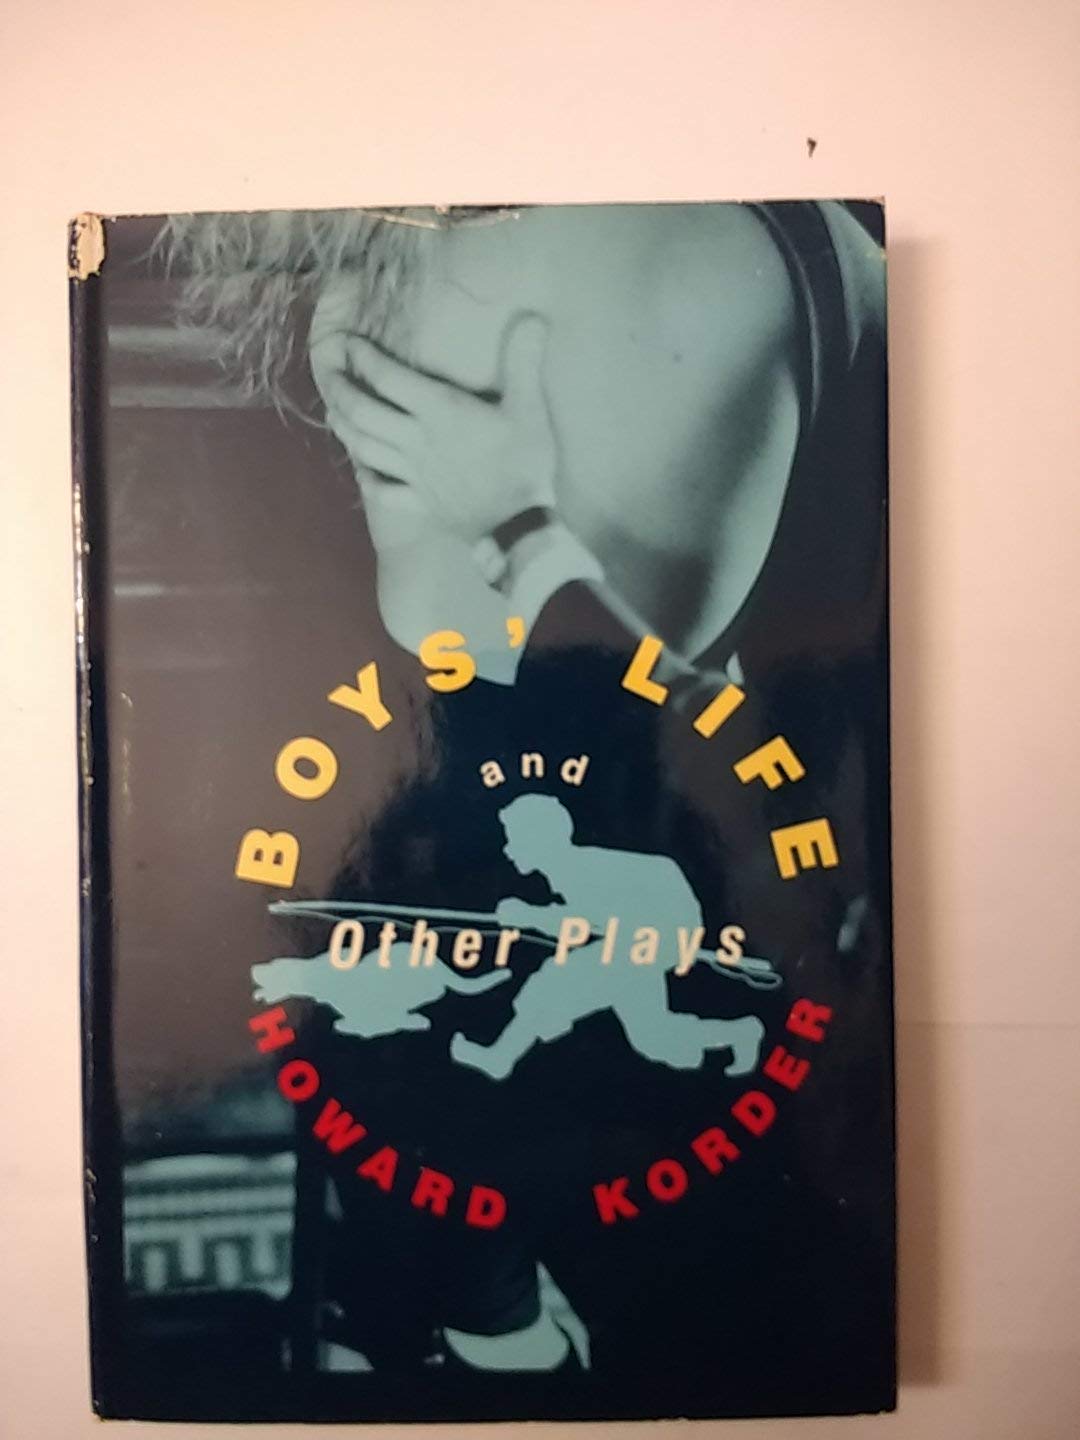 BOYS' LIFE
and
Other Plays
HOWARD KORDER